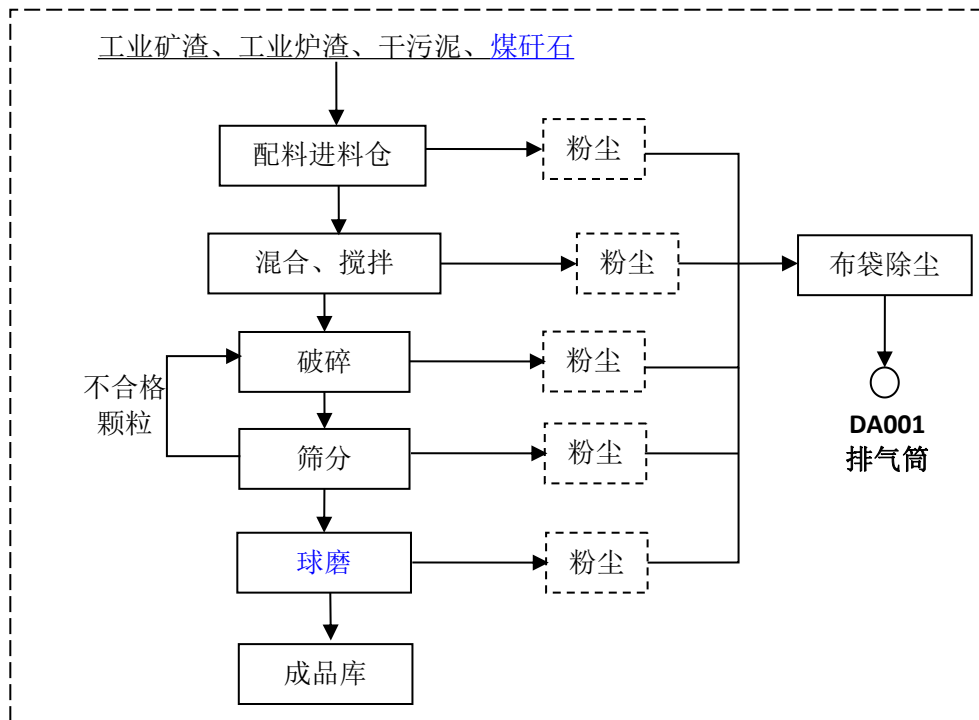 工业矿渣、工业炉渣、干污泥、煤矸石
配料进料仓
粉尘
混合、搅拌
粉尘
布袋除尘
破碎
粉尘
不合格
颗粒
DA001
排气筒
筛分
粉尘
球磨
粉尘
成品库